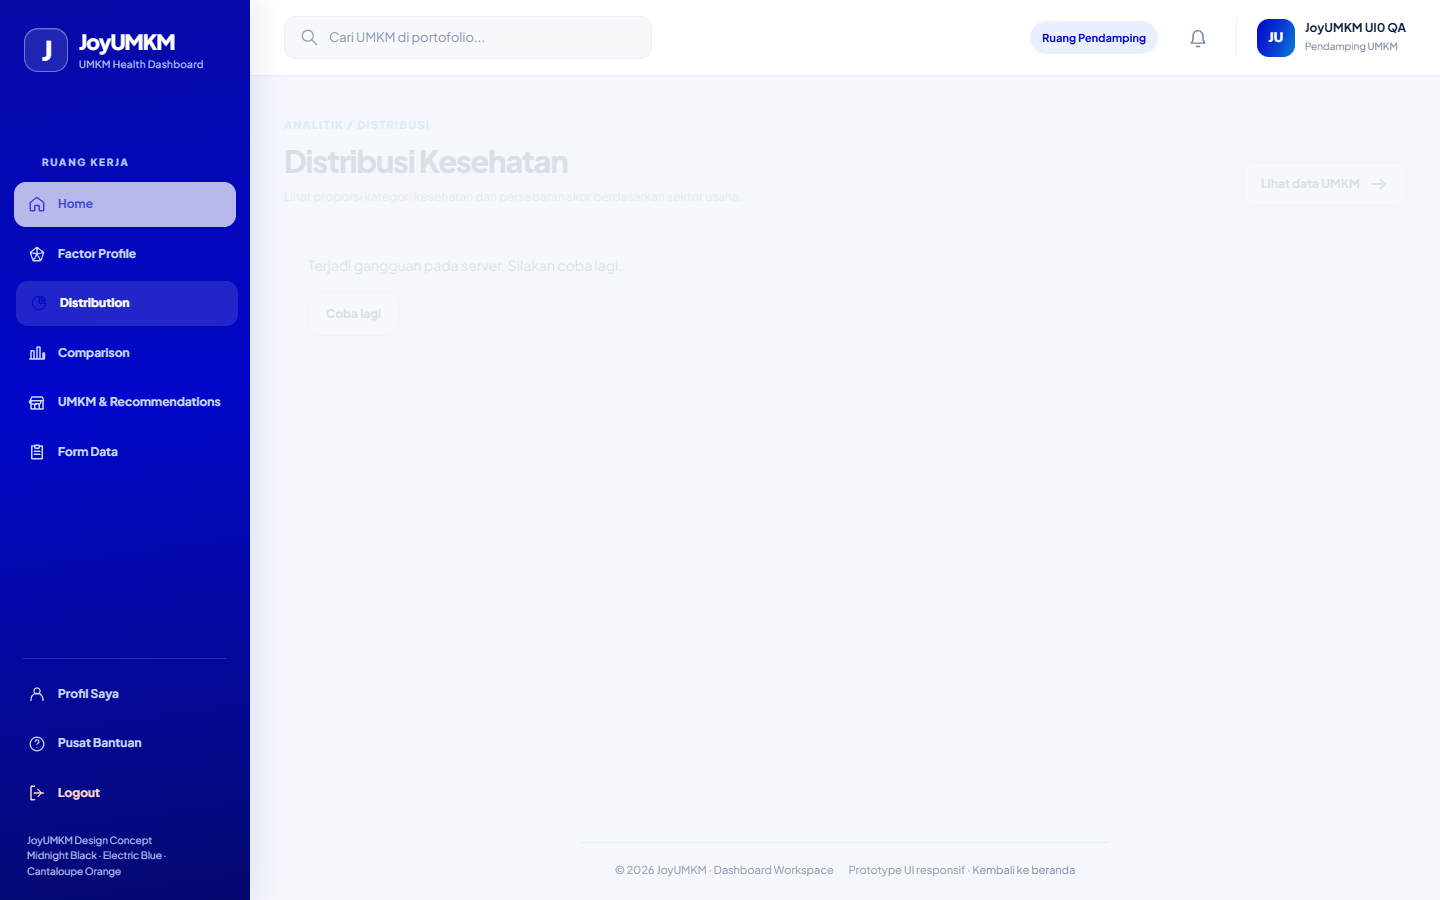 J
JoyUMKM
UMKM Health Dashboard
RUANG KERJA
Home
Factor Profile
Distribution
Comparison
UMKM & Recommendations
Form Data
Profil Saya
Pusat Bantuan
Logout
JoyUMKM Design Concept
Midnight Black · Electric Blue ·
Cantaloupe Orange
Cari UMKM di portofolio...
Ruang Pendamping
JU
JoyUMKM UI0 QA
Pendamping UMKM
ANALITIK / DISTRIBUSI
Distribusi Kesehatan
Lihat proporsi kategori kesehatan dan persebaran skor berdasarkan sektor usaha.
Lihat data UMKM
Terjadi gangguan pada server. Silakan coba lagi.
Coba lagi
© 2026 JoyUMKM · Dashboard Workspace
Prototype UI responsif · Kembali ke beranda